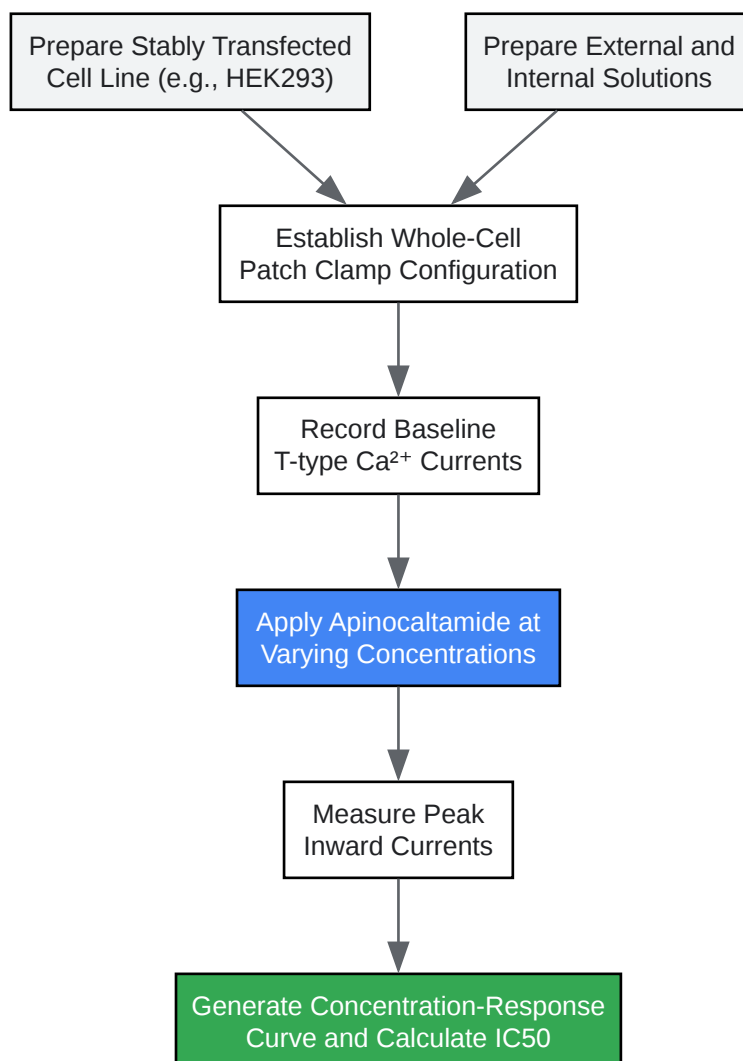 Prepare Stably Transfected
Cell Line (e.g., HEK293)
Prepare External and
Internal Solutions
Establish Whole-Cell
Patch Clamp Configuration
Record Baseline
T-type Ca²⁺ Currents
Apply Apinocaltamide at
Varying Concentrations
Measure Peak
Inward Currents
Generate Concentration-Response
Curve and Calculate IC50